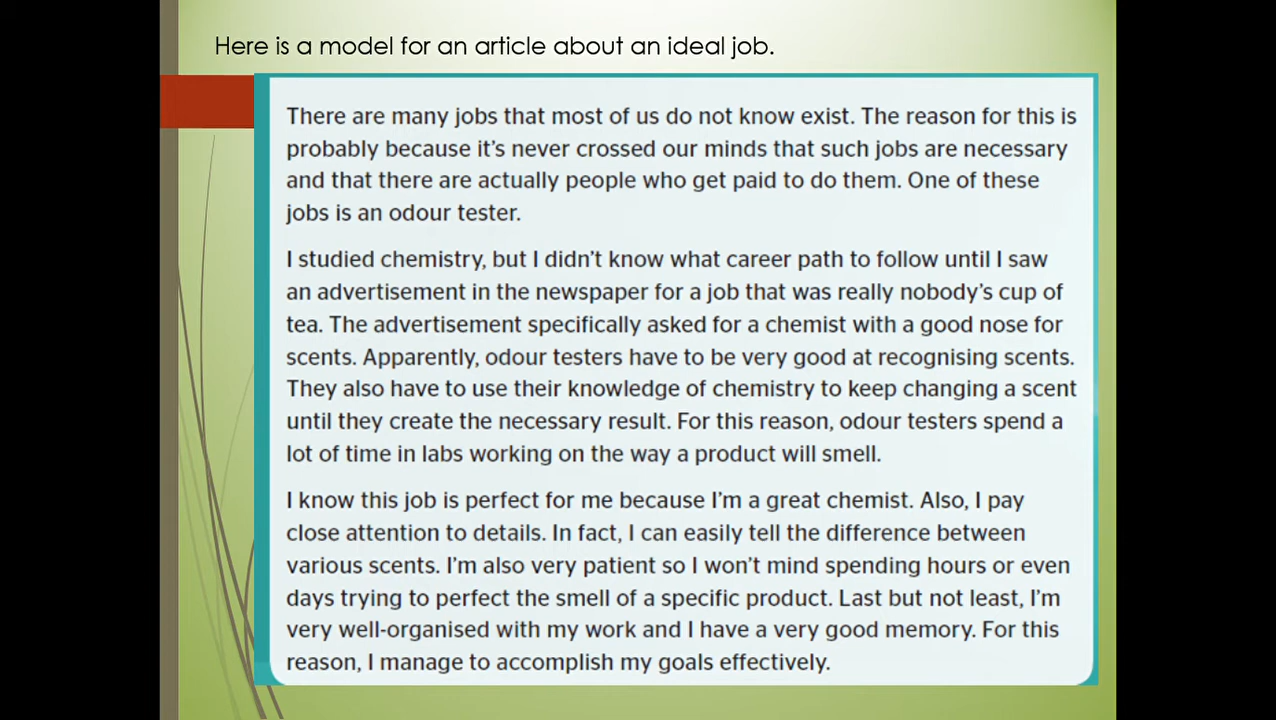 Here is a model for an article about an ideal job.
There are many jobs that most of us do not know exist. The reason for this is
probably because it's never crossed our minds that such jobs are necessary
and that there are actually people who get paid to do them. One of these
jobs is an odour tester.
I studied chemistry, but I didn't know what career path to follow until I saw
an advertisement in the newspaper for a job that was really nobody's cup of
tea. The advertisement specifically asked for a chemist with a good nose for
scents. Apparently, odour testers have to be very good at recognising scents.
They also have to use their knowledge of chemistry to keep changing a scent
until they create the necessary result. For this reason, odour testers spend a
lot of time in labs working on the way a product will smell.
I know this job is perfect for me because I'm a great chemist. Also, I pay
close attention to details. In fact, I can easily tell the difference between
various scents. I'm also very patient so I won't mind spending hours or even
days trying to perfect the smell of a specific product. Last but not least, I'm
very well-organised with my work and I have a very good memory. For this
reason, I manage to accomplish my goals effectively.